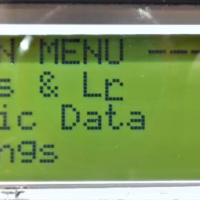 N MENU ---
s & Lc
ic Data
ngs